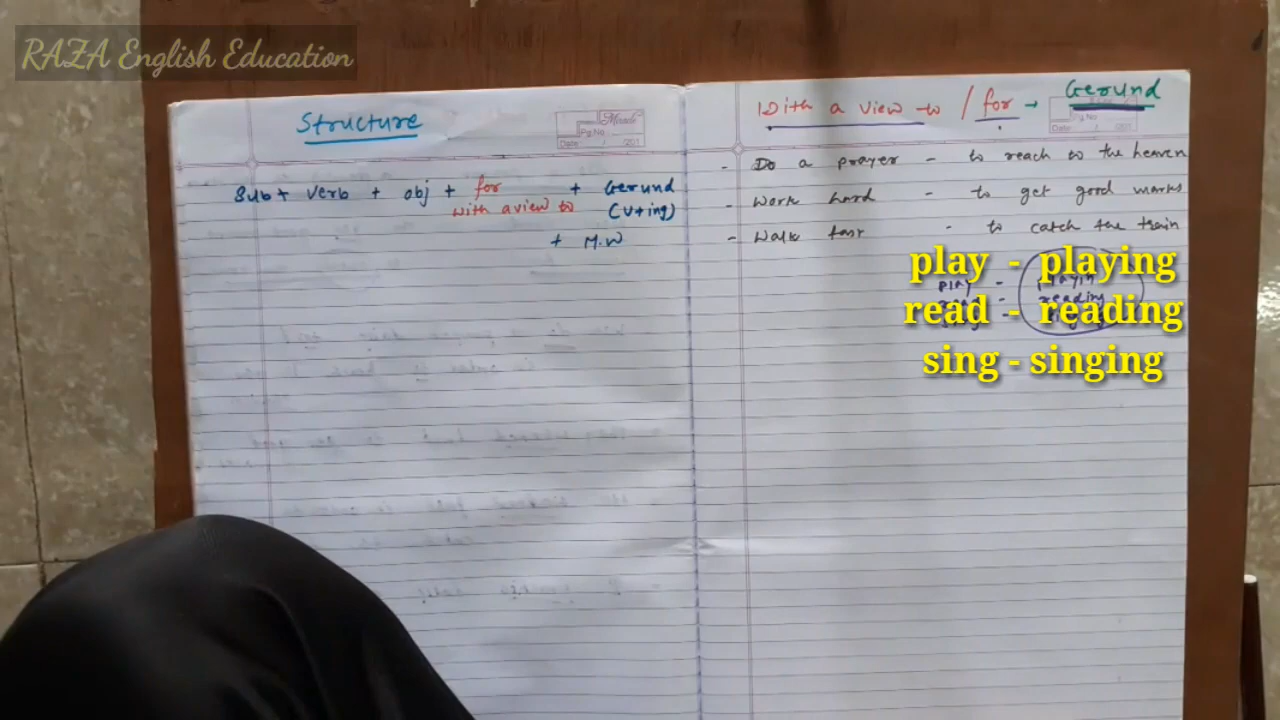 RAZA English Education
Structure
Sub + verb + obj + for + Gerund
with a view to (V+ing)
+ M.W
With a view to / for → Gerund
- Do a prayer - to reach to the heaven
- Work hard - to get good marks
- Walk fast - to catch the train
play - playing
read - reading
sing - singing